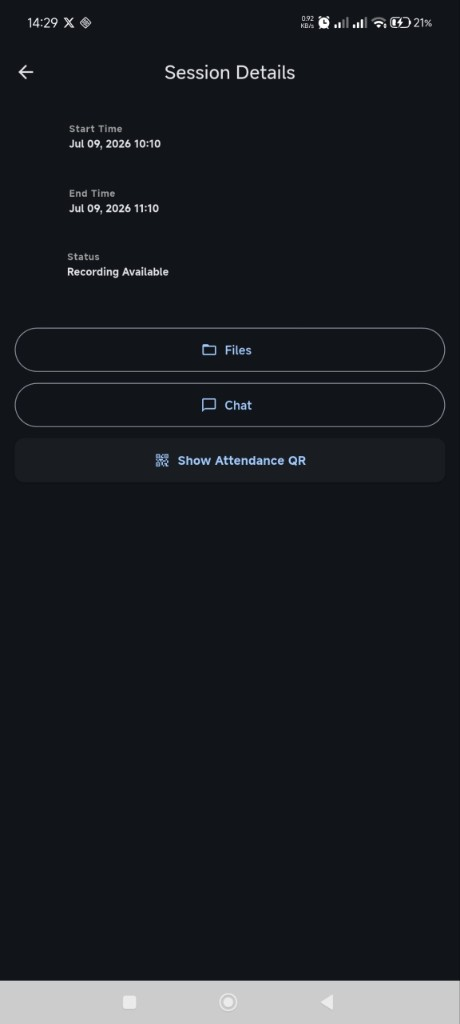 14:29
0.92
KB/s
21%
Session Details
Start Time
Jul 09, 2026 10:10
End Time
Jul 09, 2026 11:10
Status
Recording Available
Files
Chat
Show Attendance QR